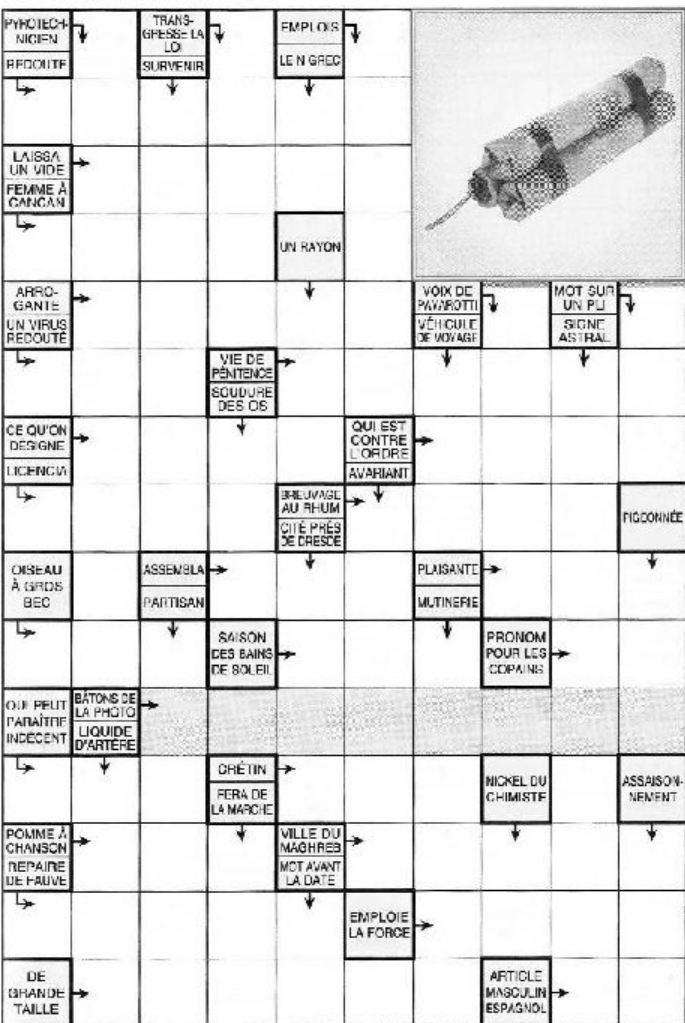 PYROTECH-
NICIEN
REDOUTE
TRANS-
GRESSE LA
LOI
SURVENIR
EMPLOIS
LE N GREC
LAISSA
UN VIDE
FEMME À
CANCAN
UN RAYON
ARRO-
GANTE
UN VIRUS
REDOUTÉ
VOIX DE
PAVAROTTI
VÉHICULE
DE VOYAGE
MOT SUR
UN PLI
SIGNE
ASTRAL
VIE DE
PÉNITENCE
SOUDURE
DES OS
CE QU'ON
DÉSIGNE
LICENCIA
QUI EST
CONTRE
L'ORDRE
AVARIANT
BREUVAGE
AU RHUM
CITÉ PRÈS
DE DRESDE
PIGEONNÉE
OISEAU
À GROS
BEC
ASSEMBLA
PARTISAN
PLAISANTE
MUTINERIE
SAISON
DES BAINS
DE SOLEIL
PRONOM
POUR LES
COPAINS
QUI PEUT
PARAÎTRE
INDÉCENT
BÂTONS DE
LA PHOTO
LIQUIDE
D'ARTÈRE
CRÉTIN
FERA DE
LA MARCHE
NICKEL DU
CHIMISTE
ASSAISON-
NEMENT
POMME À
CHANSON
REPAIRE
DE FAUVE
VILLE DU
MAGHREB
MOT AVANT
LA DATE
EMPLOIE
LA FORCE
DE
GRANDE
TAILLE
ARTICLE
MASCULIN
ESPAGNOL